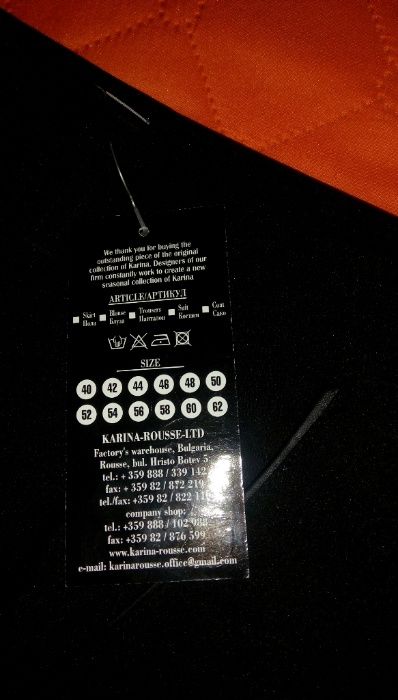 We thank you for buying the
outstanding piece of the original
collection of Karina. Designers of our
firm constantly work to create a new
seasonal collection of Karina
ARTICLE/АРТИКУЛ
Skirt Blouse Trousers Suit Coat
Пола Блуза Панталон Костюм Сако
SIZE
40 42 44 46 48 50
52 54 56 58 60 62
KARINA-ROUSSE-LTD
Factory's warehouse, Bulgaria,
Rousse, bul. Hristo Botev 5
tel.: + 359 888 / 339 142
fax: + 359 82 / 872 219
tel./fax: +359 82 / 822
company shop:
tel.: +359 888 / 102 988
fax: +359 82 / 876 599
www.karina-rousse.com
e-mail: karinarousse.office@gmail.com